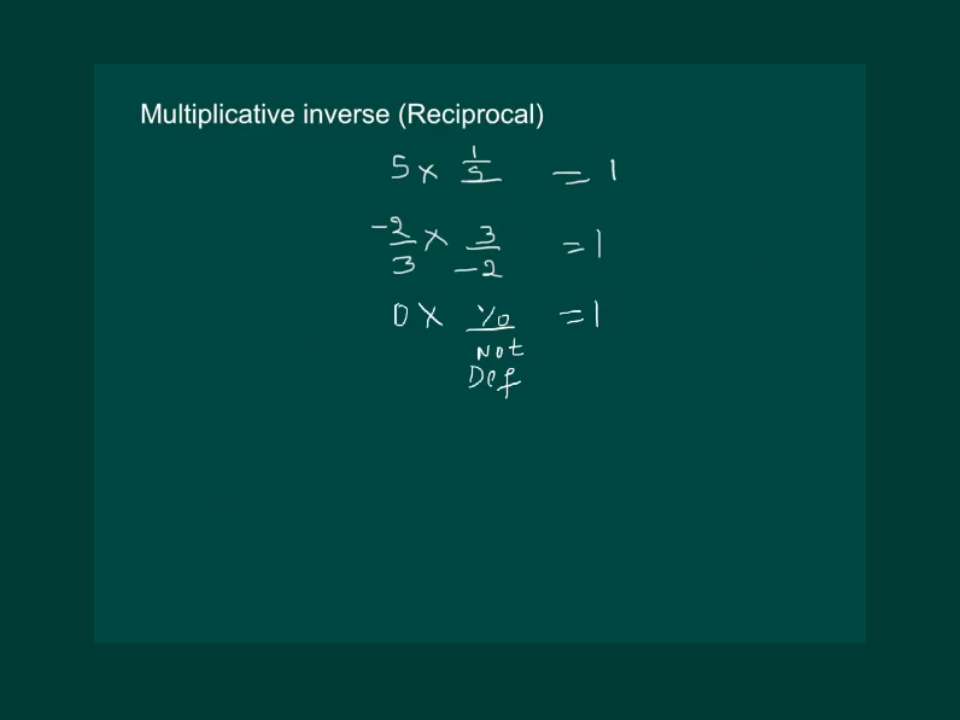 Multiplicative inverse (Reciprocal)
5 × 1/5 = 1
-2/3 × 3/-2 = 1
0 × 1/0 = 1
Not
Def